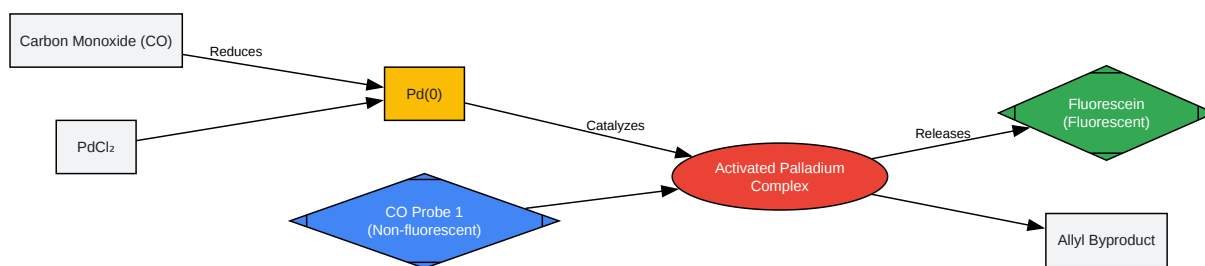 Carbon Monoxide (CO)
Reduces
PdCl₂
Pd(0)
CO Probe 1
(Non-fluorescent)
Catalyzes
Activated Palladium
Complex
Releases
Fluorescein
(Fluorescent)
Allyl Byproduct